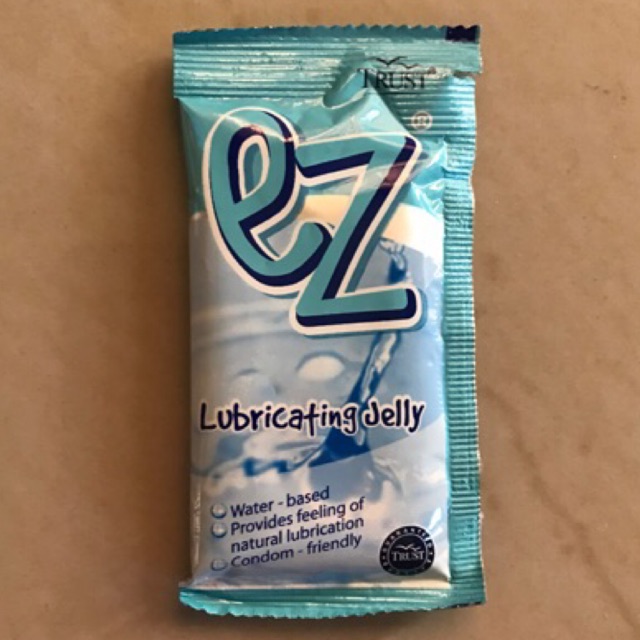 TRUST
ez
Lubricating Jelly
Water - based
Provides feeling of
natural lubrication
Condom - friendly
TRUST